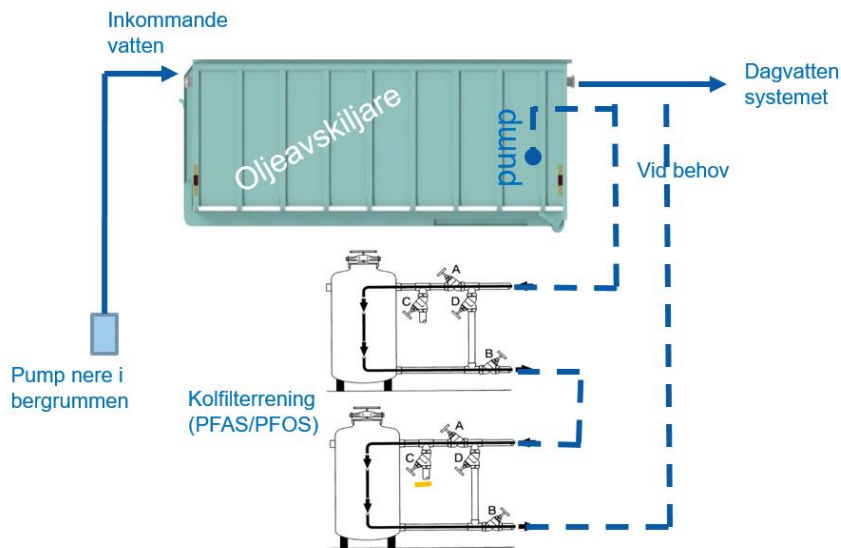 Inkommande
vatten
Oljeavskiljare
pump
Dagvatten
systemet
Vid behov
A
C
D
B
Pump nere i
bergrummen
Kolfilterrening
(PFAS/PFOS)
A
C
D
B